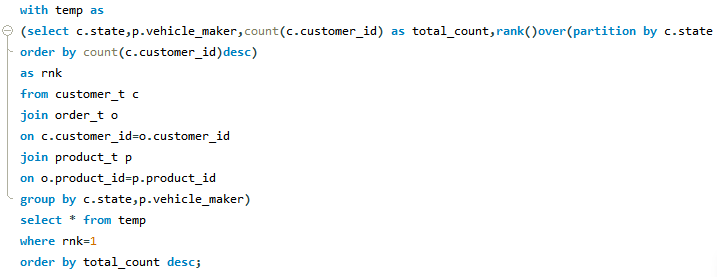 with temp as
(select c.state,p.vehicle_maker,count(c.customer_id) as total_count,rank()over(partition by c.state
order by count(c.customer_id)desc)
as rnk
from customer_t c
join order_t o
on c.customer_id=o.customer_id
join product_t p
on o.product_id=p.product_id
group by c.state,p.vehicle_maker)
select * from temp
where rnk=1
order by total_count desc;